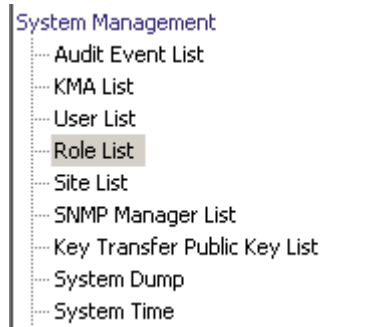 System Management
Audit Event List
KMA List
User List
Role List
Site List
SNMP Manager List
Key Transfer Public Key List
System Dump
System Time